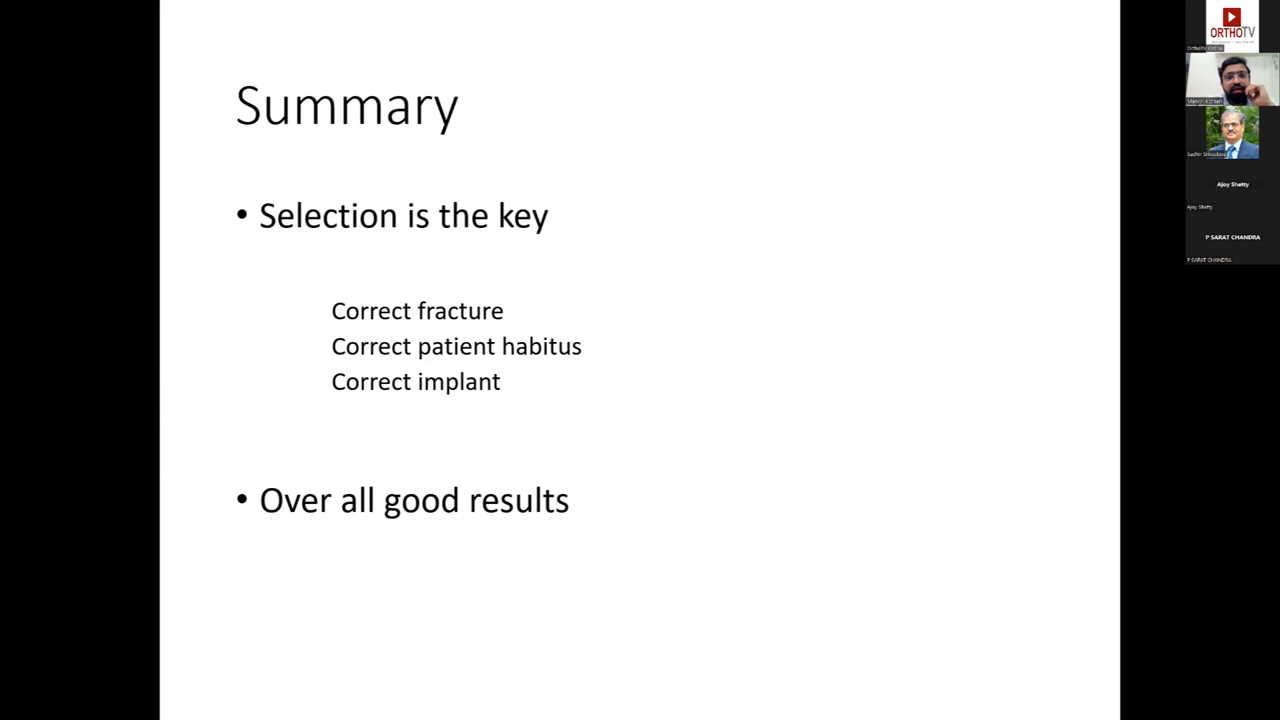 Summary
• Selection is the key
Correct fracture
Correct patient habitus
Correct implant
• Over all good results
ORTHOTV
Ajoy Shetty
Ajoy Shetty
P SARAT CHANDRA
P SARAT CHANDRA